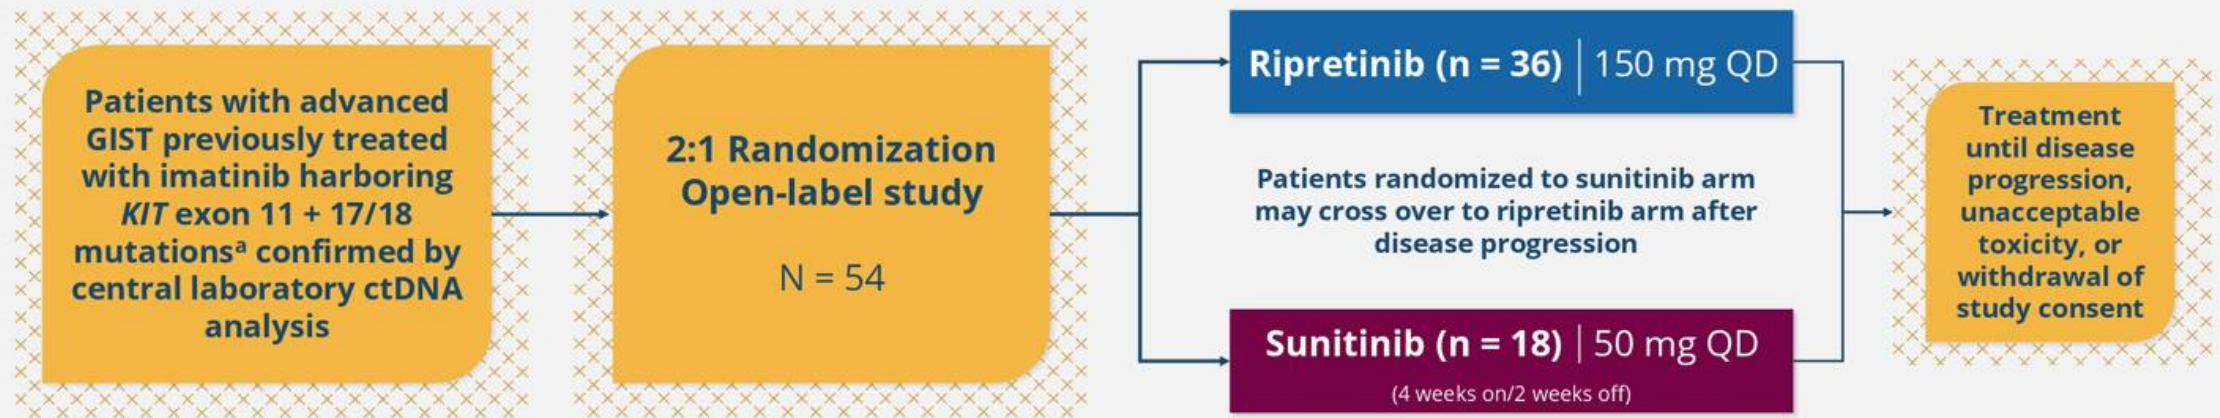 Patients with advanced
GIST previously treated
with imatinib harboring
KIT exon 11 + 17/18
mutationsᵃ confirmed by
central laboratory ctDNA
analysis
2:1 Randomization
Open-label study
N = 54
Ripretinib (n = 36) | 150 mg QD
Patients randomized to sunitinib arm
may cross over to ripretinib arm after
disease progression
Sunitinib (n = 18) | 50 mg QD
(4 weeks on/2 weeks off)
Treatment
until disease
progression,
unacceptable
toxicity, or
withdrawal of
study consent